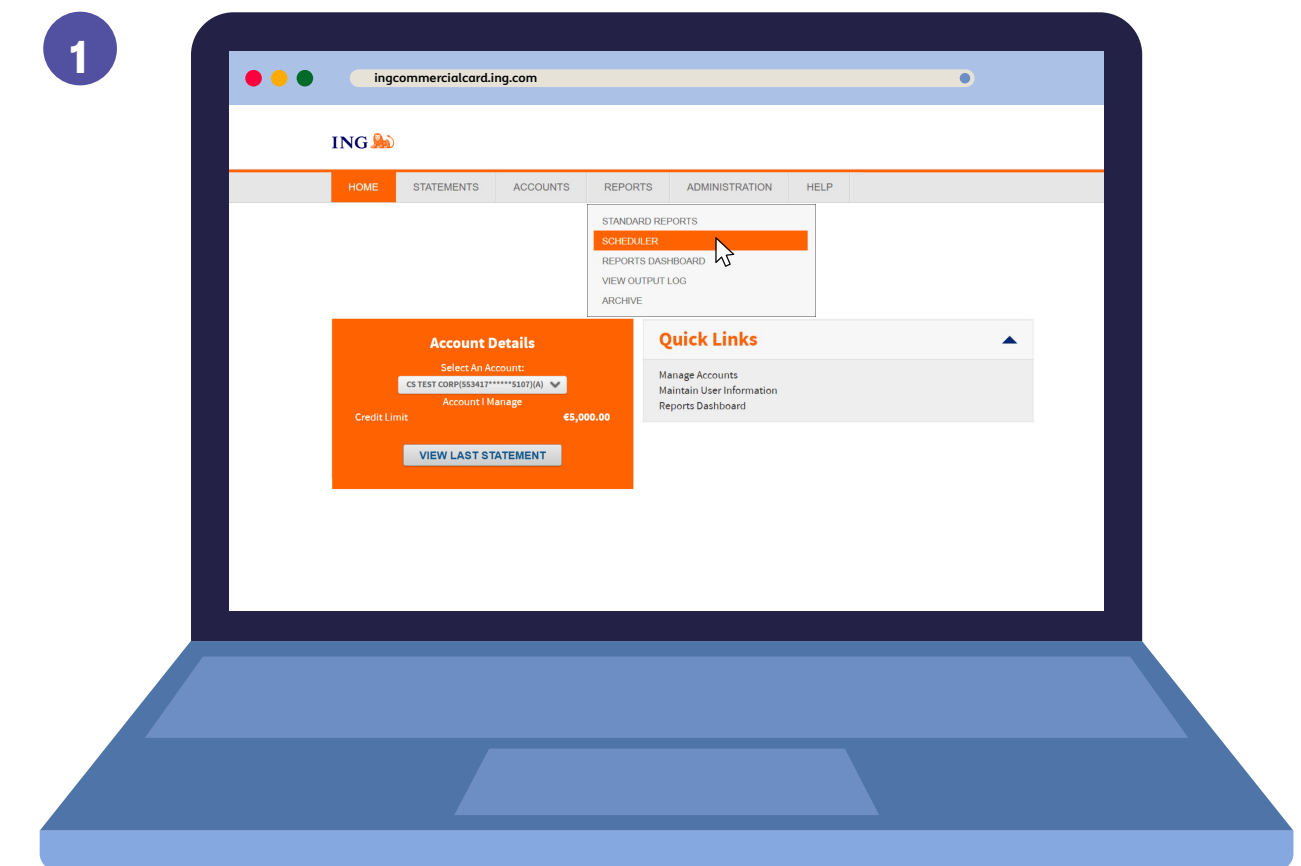 1
ingcommercialcard.ing.com
ING
HOME STATEMENTS ACCOUNTS REPORTS ADMINISTRATION HELP
STANDARD REPORTS
SCHEDULER
REPORTS DASHBOARD
VIEW OUTPUT LOG
ARCHIVE
Account Details
Select An Account:
CS TEST CORP(553417******5107)(A)
Account I Manage
Credit Limit €5,000.00
VIEW LAST STATEMENT
Quick Links
Manage Accounts
Maintain User Information
Reports Dashboard